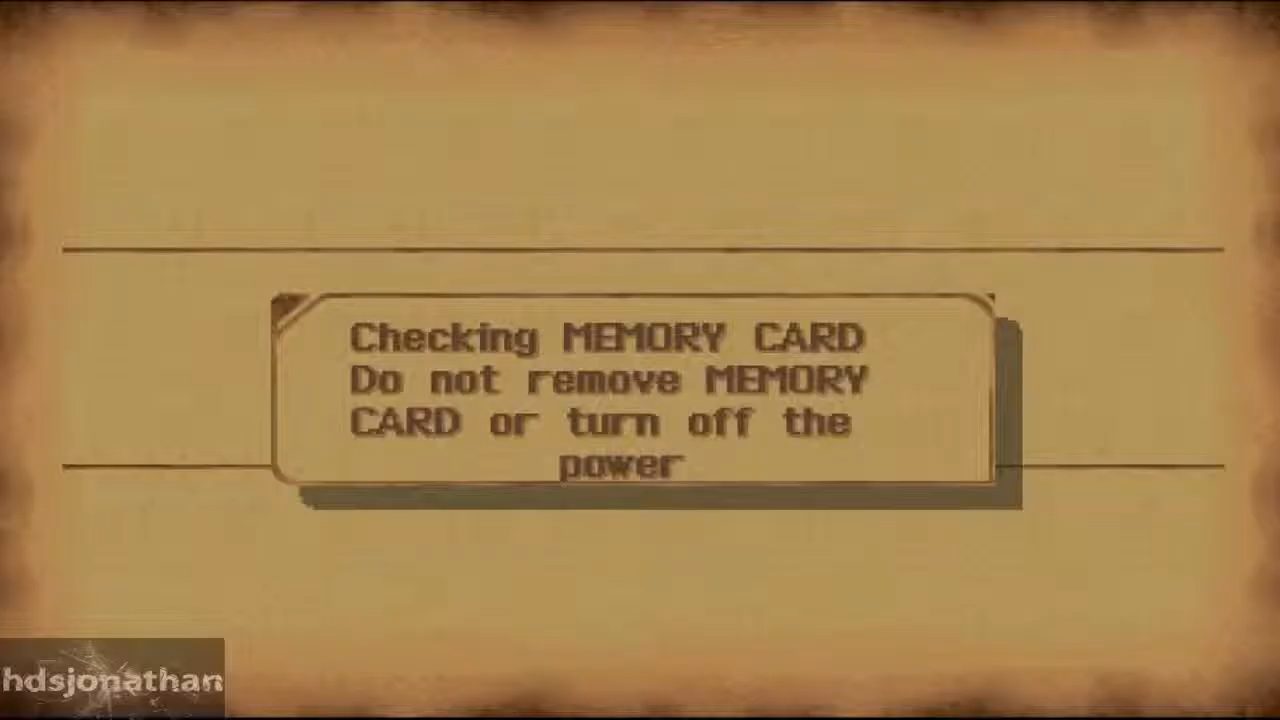 Checking MEMORY CARD
Do not remove MEMORY
CARD or turn off the
power
hdsjonathan